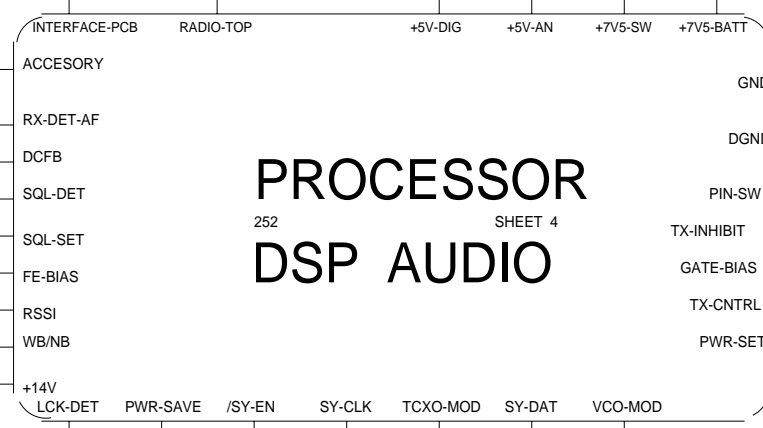 INTERFACE-PCB RADIO-TOP +5V-DIG +5V-AN +7V5-SW +7V5-BATT
ACCESORY
GND
RX-DET-AF
DGND
DCFB
PROCESSOR
SQL-DET
PIN-SW
252 SHEET 4
TX-INHIBIT
SQL-SET
DSP AUDIO
GATE-BIAS
FE-BIAS
TX-CNTRL
RSSI
WB/NB
PWR-SET
+14V
LCK-DET PWR-SAVE /SY-EN SY-CLK TCXO-MOD SY-DAT VCO-MOD